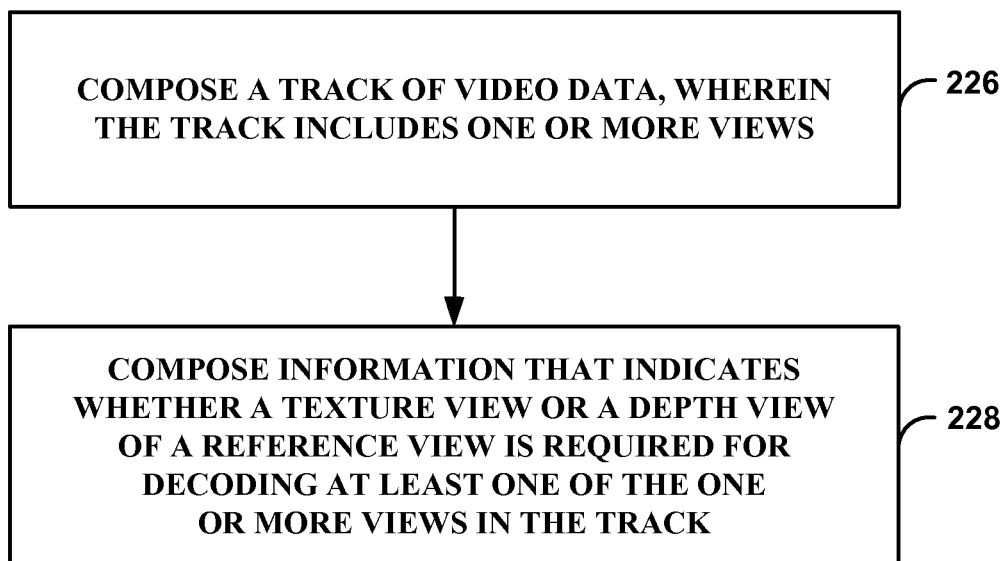 COMPOSE A TRACK OF VIDEO DATA, WHEREIN
THE TRACK INCLUDES ONE OR MORE VIEWS
226
COMPOSE INFORMATION THAT INDICATES
WHETHER A TEXTURE VIEW OR A DEPTH VIEW
OF A REFERENCE VIEW IS REQUIRED FOR
DECODING AT LEAST ONE OF THE ONE
OR MORE VIEWS IN THE TRACK
228